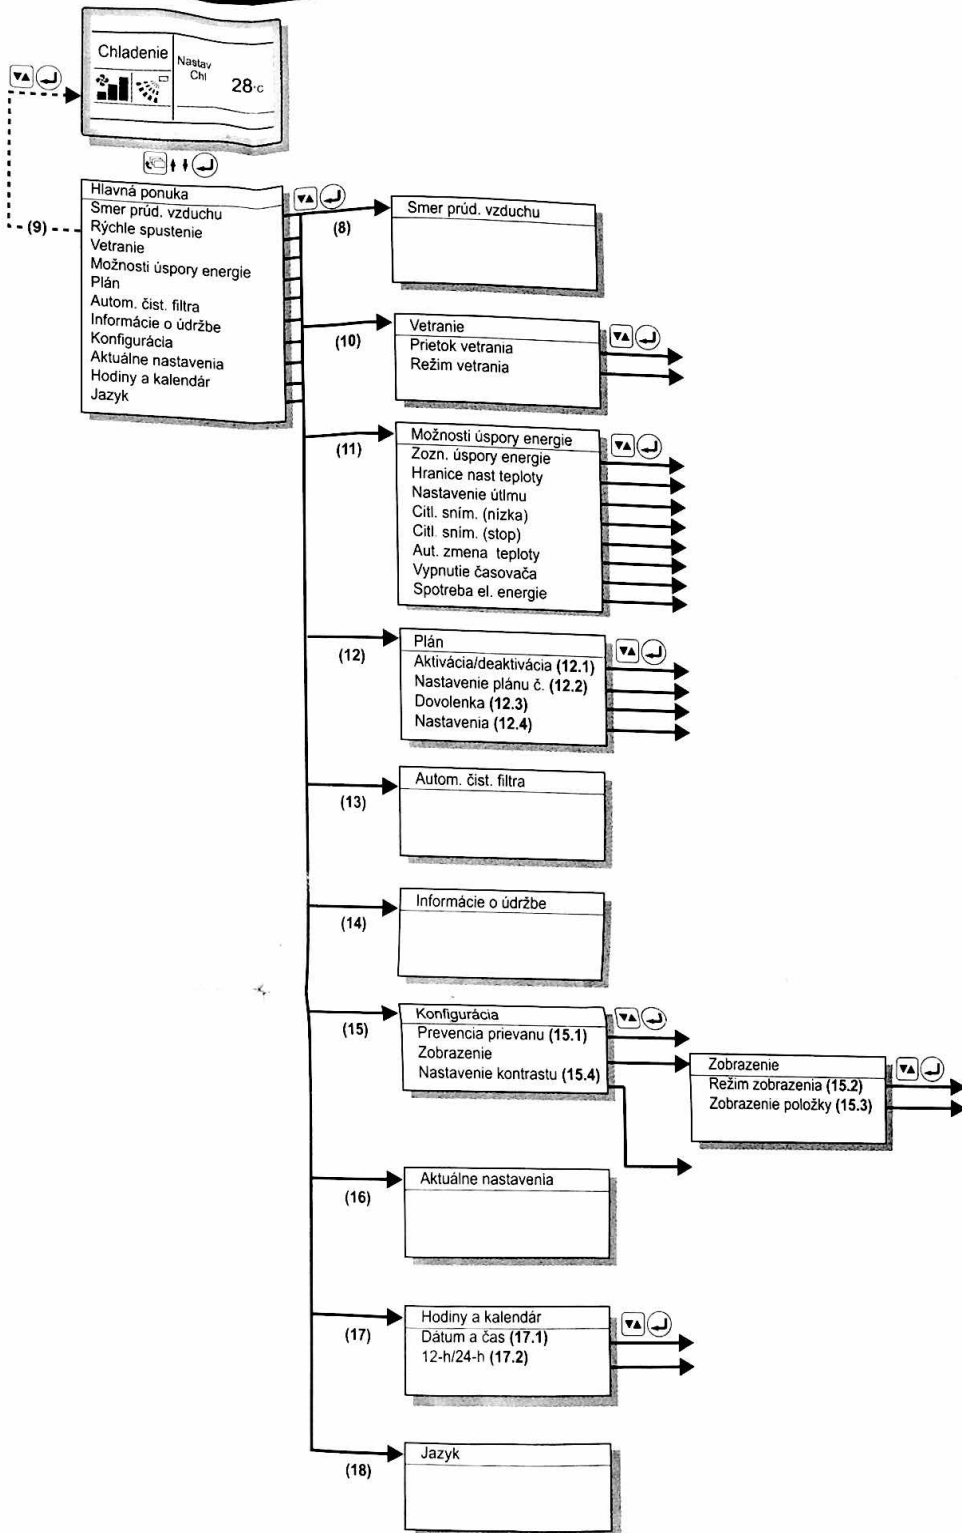 Chladenie
Nastav
Chl
28°C
(9)
Hlavná ponuka
Smer prúd. vzduchu
Rýchle spustenie
Vetranie
Možnosti úspory energie
Plán
Autom. čist. filtra
Informácie o údržbe
Konfigurácia
Aktuálne nastavenia
Hodiny a kalendár
Jazyk
(8)
Smer prúd. vzduchu
(10)
Vetranie
Prietok vetrania
Režim vetrania
(11)
Možnosti úspory energie
Zozn. úspory energie
Hranice nast teploty
Nastavenie útlmu
Citl. sním. (nízka)
Citl. sním. (stop)
Aut. zmena teploty
Vypnutie časovača
Spotreba el. energie
(12)
Plán
Aktivácia/deaktivácia (12.1)
Nastavenie plánu č. (12.2)
Dovolenka (12.3)
Nastavenia (12.4)
(13)
Autom. čist. filtra
(14)
Informácie o údržbe
(15)
Konfigurácia
Prevencia prievanu (15.1)
Zobrazenie
Nastavenie kontrastu (15.4)
Zobrazenie
Režim zobrazenia (15.2)
Zobrazenie položky (15.3)
(16)
Aktuálne nastavenia
(17)
Hodiny a kalendár
Dátum a čas (17.1)
12-h/24-h (17.2)
(18)
Jazyk